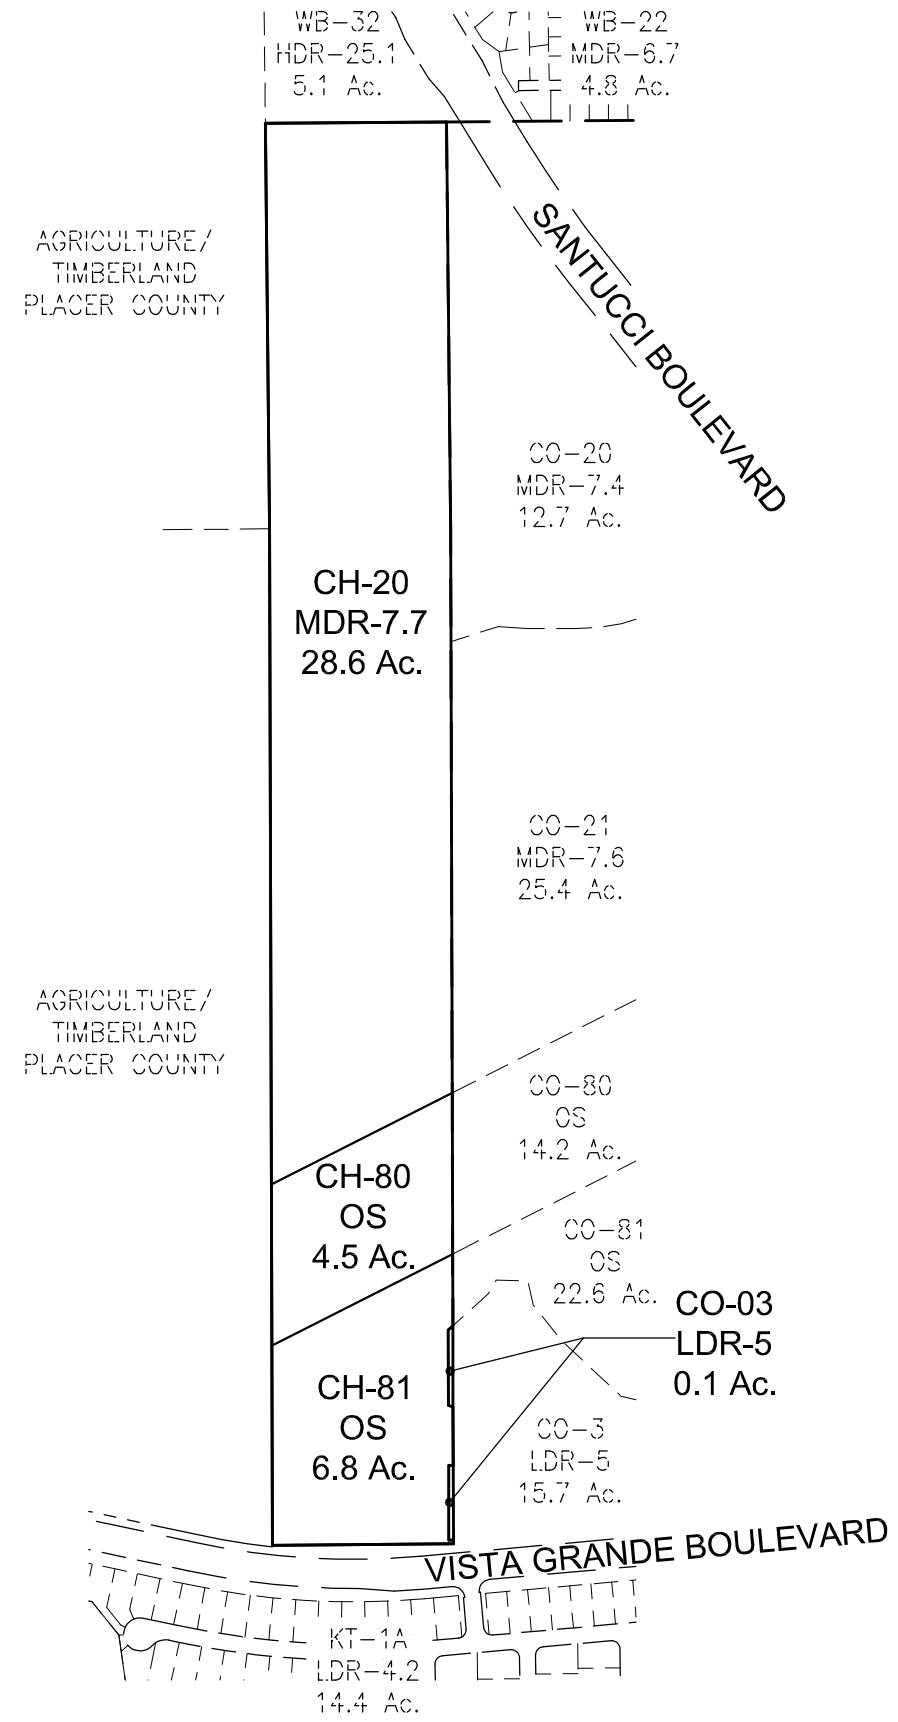 WB-32
HDR-25.1
5.1 Ac.
WB-22
MDR-6.7
4.8 Ac.
SANTUCCI BOULEVARD
AGRICULTURE/
TIMBERLAND
PLACER COUNTY
CO-20
MDR-7.4
12.7 Ac.
CH-20
MDR-7.7
28.6 Ac.
CO-21
MDR-7.6
25.4 Ac.
AGRICULTURE/
TIMBERLAND
PLACER COUNTY
CO-80
OS
14.2 Ac.
CH-80
OS
4.5 Ac.
CO-81
OS
22.6 Ac.
CO-03
LDR-5
0.1 Ac.
CH-81
OS
6.8 Ac.
CO-3
LDR-5
15.7 Ac.
VISTA GRANDE BOULEVARD
KT-1A
LDR-4.2
14.4 Ac.